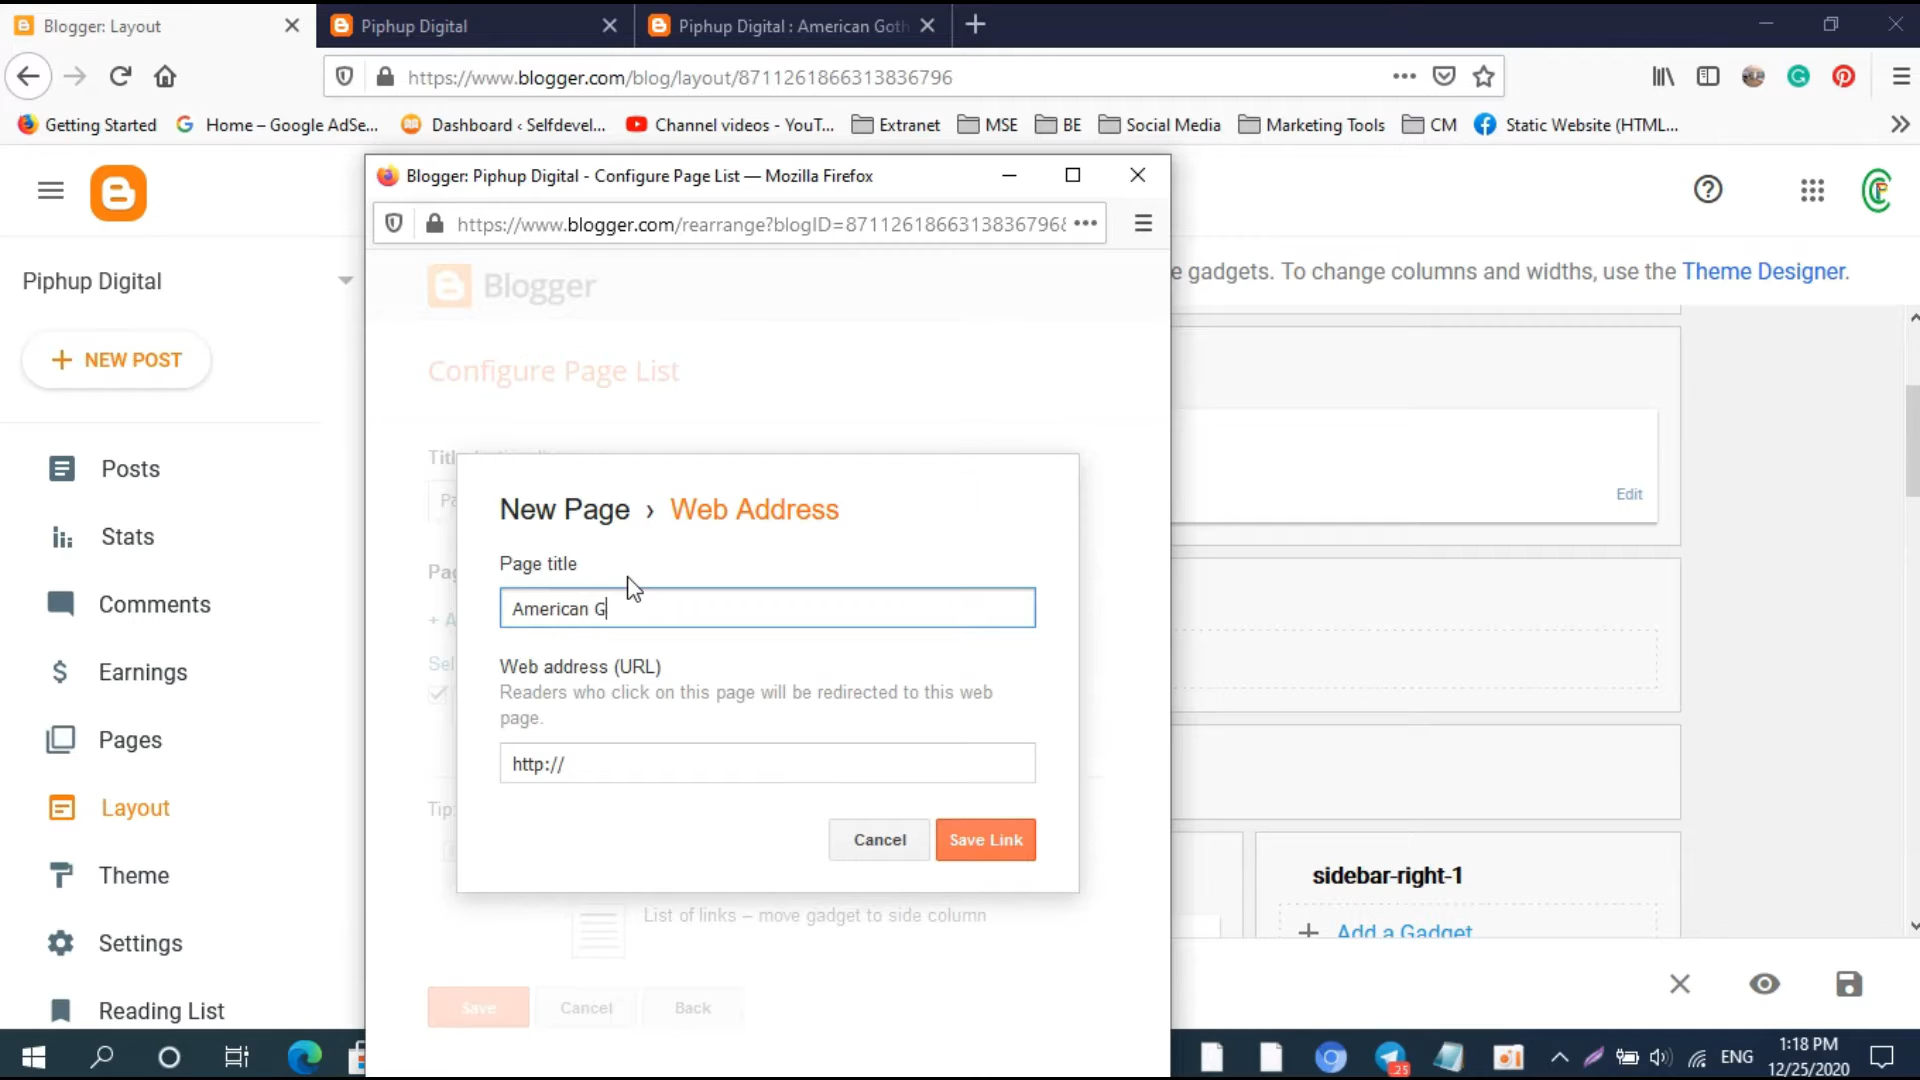 Blogger: Layout
Piphup Digital
Piphup Digital : American Goth
https://www.blogger.com/blog/layout/8711261866313836796
Getting Started
Home – Google AdSe...
Dashboard ‹ Selfdevel...
Channel videos - YouT...
Extranet
MSE
BE
Social Media
Marketing Tools
CM
Static Website (HTML...
Blogger: Piphup Digital - Configure Page List — Mozilla Firefox
https://www.blogger.com/rearrange?blogID=8711261866313836796&
Piphup Digital
e gadgets. To change columns and widths, use the Theme Designer.
Blogger
NEW POST
Configure Page List
Posts
Stats
Comments
Earnings
Pages
Layout
Theme
Settings
Reading List
Edit
New Page › Web Address
Page title
American G
Web address (URL)
Readers who click on this page will be redirected to this web
page.
http://
Cancel
Save Link
Tip:
List of links – move gadget to side column
Save
Cancel
Back
sidebar-right-1
Add a Gadget
25
ENG
1:18 PM
12/25/2020